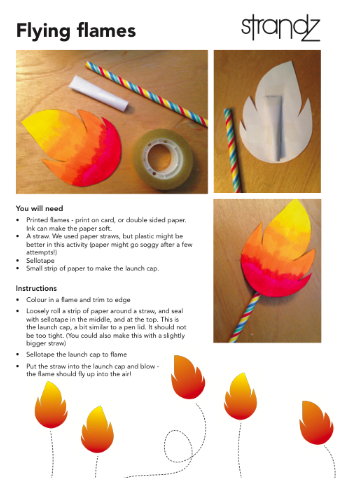 Flying flames
strandz
You will need
• Printed flames - print on card, or double sided paper.
Ink can make the paper soft.
• A straw. We used paper straws, but plastic might be
better in this activity (paper might go soggy after a few
attempts!)
• Sellotape
• Small strip of paper to make the launch cap.
Instructions
• Colour in a flame and trim to edge
• Loosely roll a strip of paper around a straw, and seal
with sellotape in the middle, and at the top. This is
the launch cap, a bit similar to a pen lid. It should not
be too tight. (You could also make this with a slightly
bigger straw)
• Sellotape the launch cap to flame
• Put the straw into the launch cap and blow -
the flame should fly up into the air!